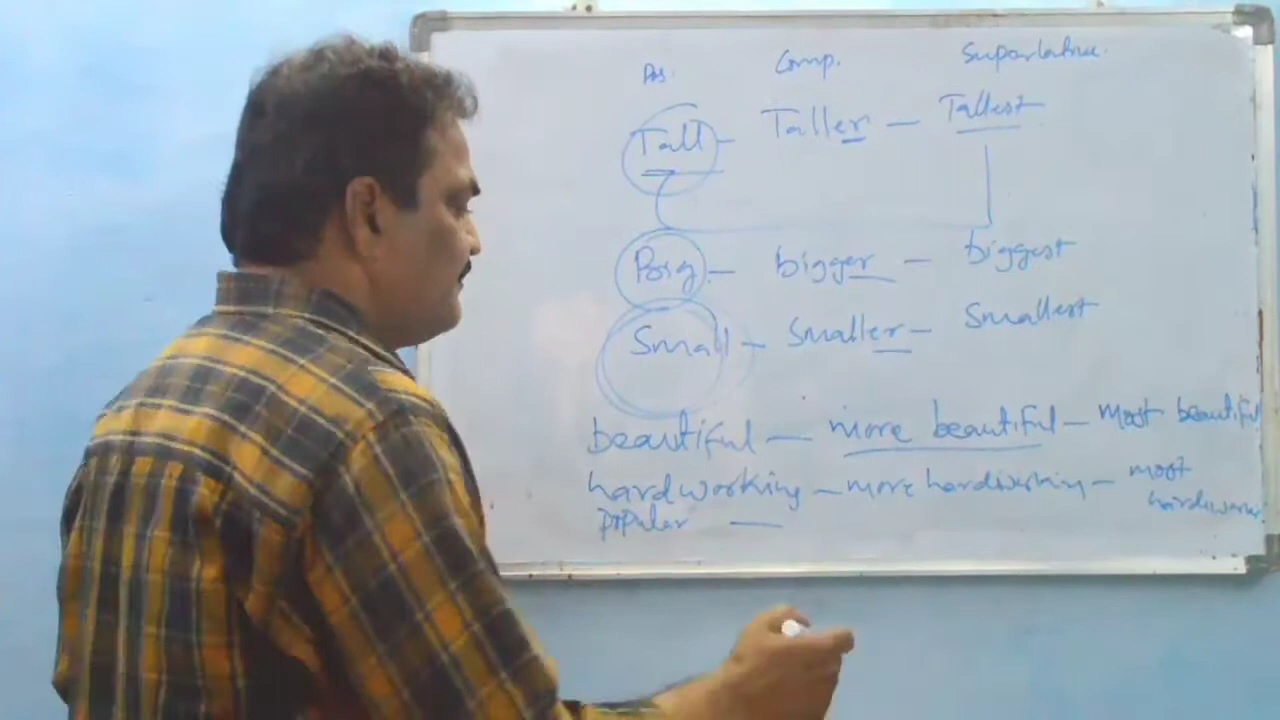 Pos. Comp. Superlative.
Tall - Taller - Tallest
Big - bigger - biggest
Small - Smaller - Smallest
beautiful - more beautiful - most beautiful
hardworking - more hardworking - most
popular -